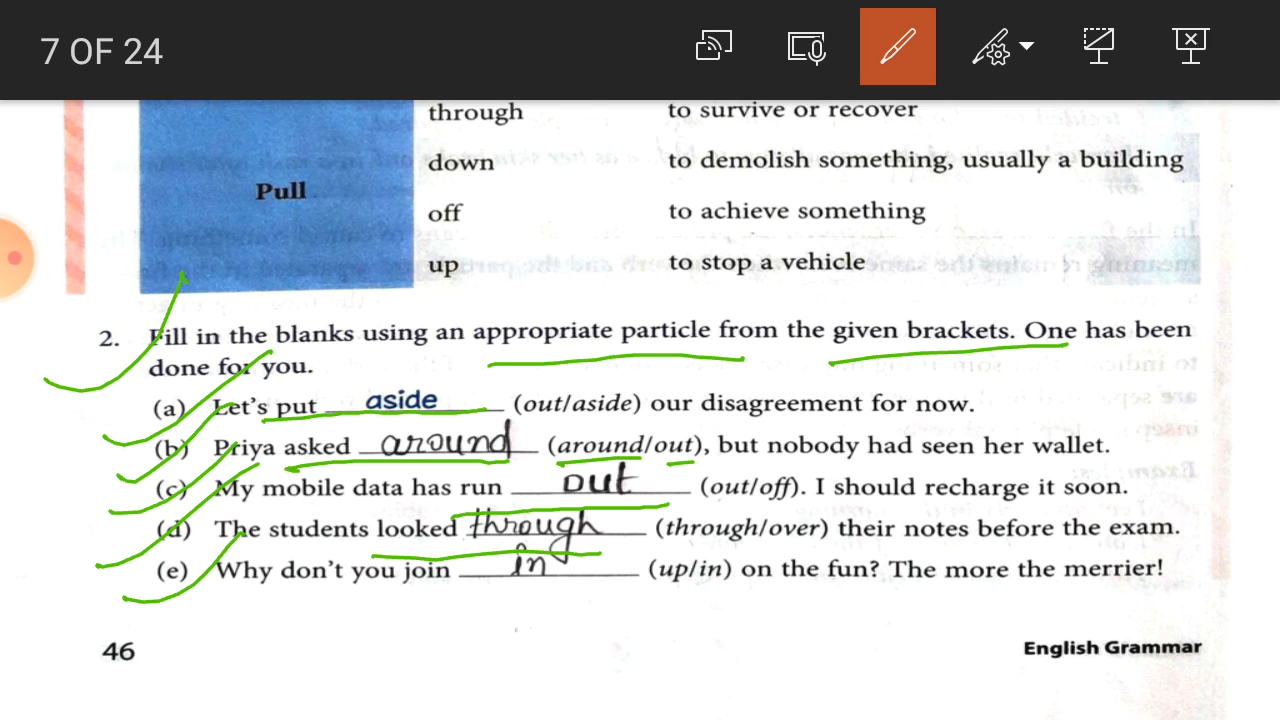 7 OF 24
through to survive or recover
down to demolish something, usually a building
Pull
off to achieve something
up to stop a vehicle
2. Fill in the blanks using an appropriate particle from the given brackets. One has been
done for you.
(a) Let's put aside (out/aside) our disagreement for now.
(b) Priya asked around (around/out), but nobody had seen her wallet.
(c) My mobile data has run out (out/off). I should recharge it soon.
(d) The students looked through (through/over) their notes before the exam.
(e) Why don't you join in (up/in) on the fun? The more the merrier!
46 English Grammar